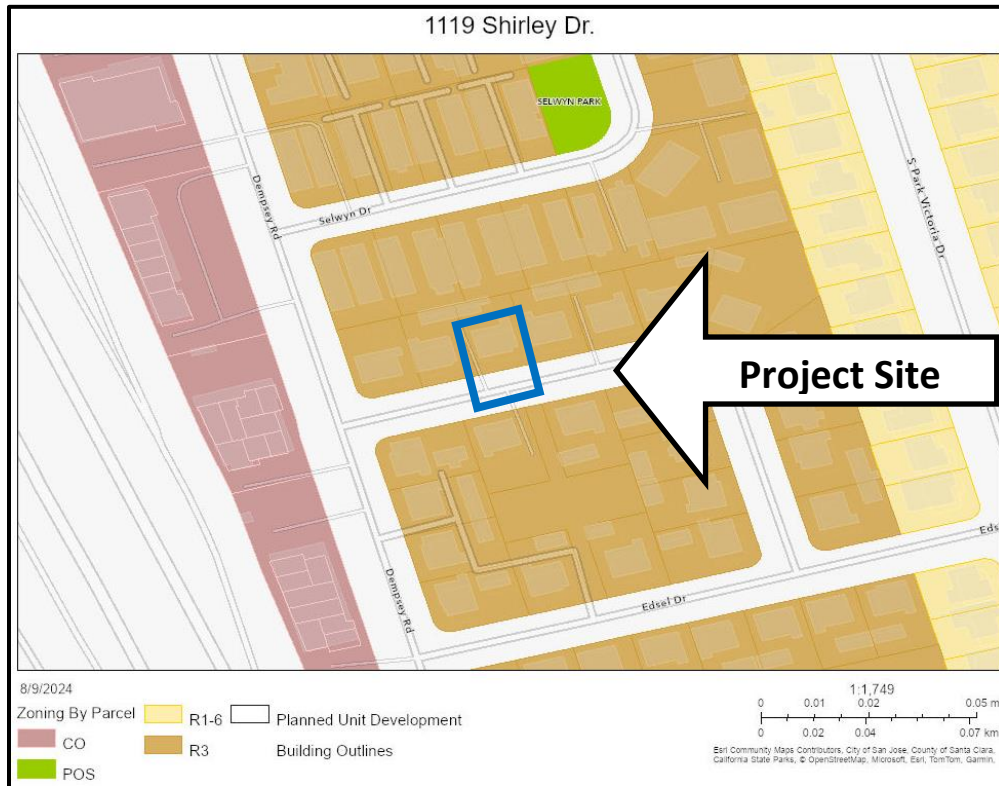 1119 Shirley Dr.
SELWYN PARK
Dempsey Rd
Selwyn Dr
S Park Victoria Dr
Project Site
Dempsey Rd
Edsel Dr
Eds
8/9/2024
Zoning By Parcel
CO
POS
R1-6
R3
Planned Unit Development
Building Outlines
1:1,749
0 0.01 0.02 0.05 m
0 0.02 0.04 0.07 km
Esri Community Maps Contributors, City of San Jose, County of Santa Clara,
California State Parks, © OpenStreetMap, Microsoft, Esri, TomTom, Garmin,